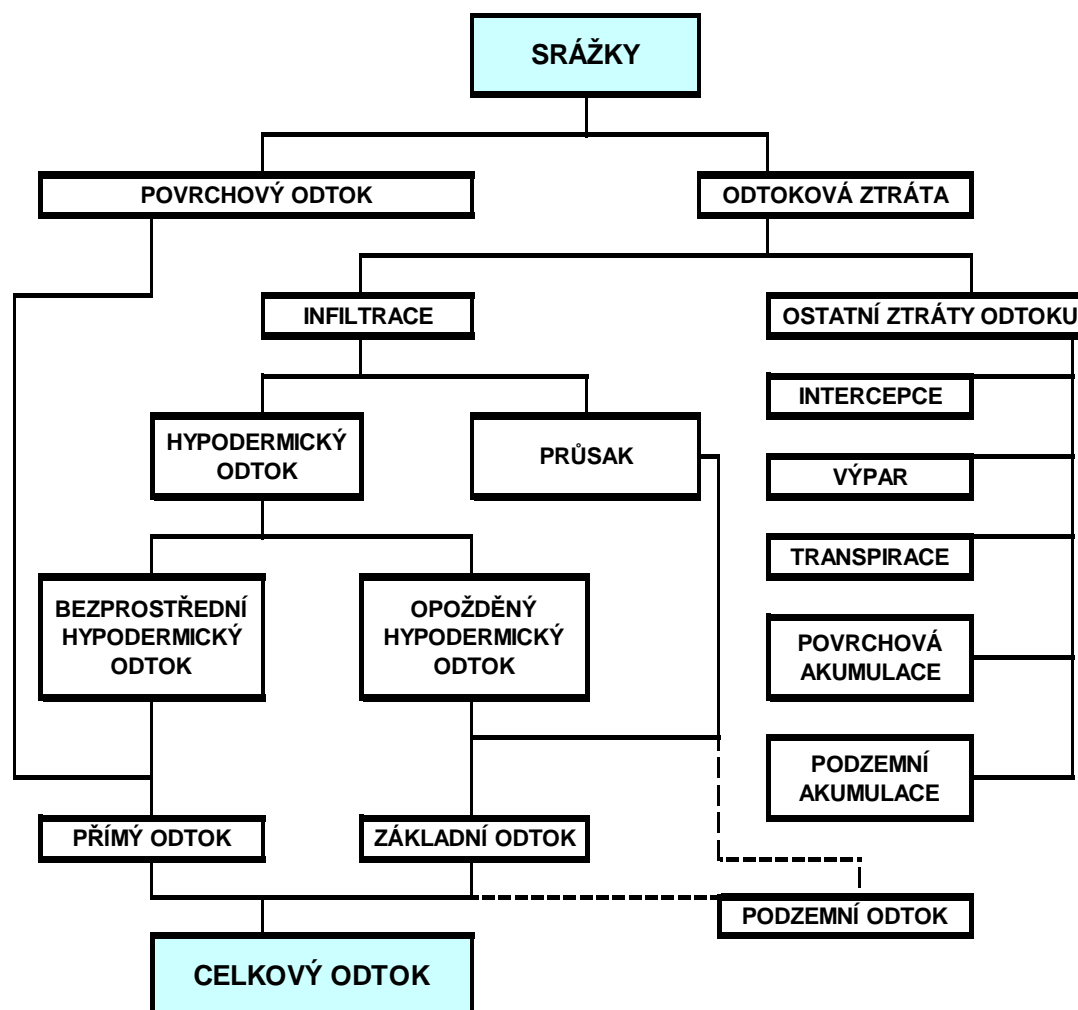 SRÁŽKY
POVRCHOVÝ ODTOK
ODTOKOVÁ ZTRÁTA
INFILTRACE
OSTATNÍ ZTRÁTY ODTOKU
INTERCEPCE
HYPODERMICKÝ
ODTOK
PRŮSAK
VÝPAR
TRANSPIRACE
BEZPROSTŘEDNÍ
HYPODERMICKÝ
ODTOK
OPOŽDĚNÝ
HYPODERMICKÝ
ODTOK
POVRCHOVÁ
AKUMULACE
PODZEMNÍ
AKUMULACE
PŘÍMÝ ODTOK
ZÁKLADNÍ ODTOK
PODZEMNÍ ODTOK
CELKOVÝ ODTOK